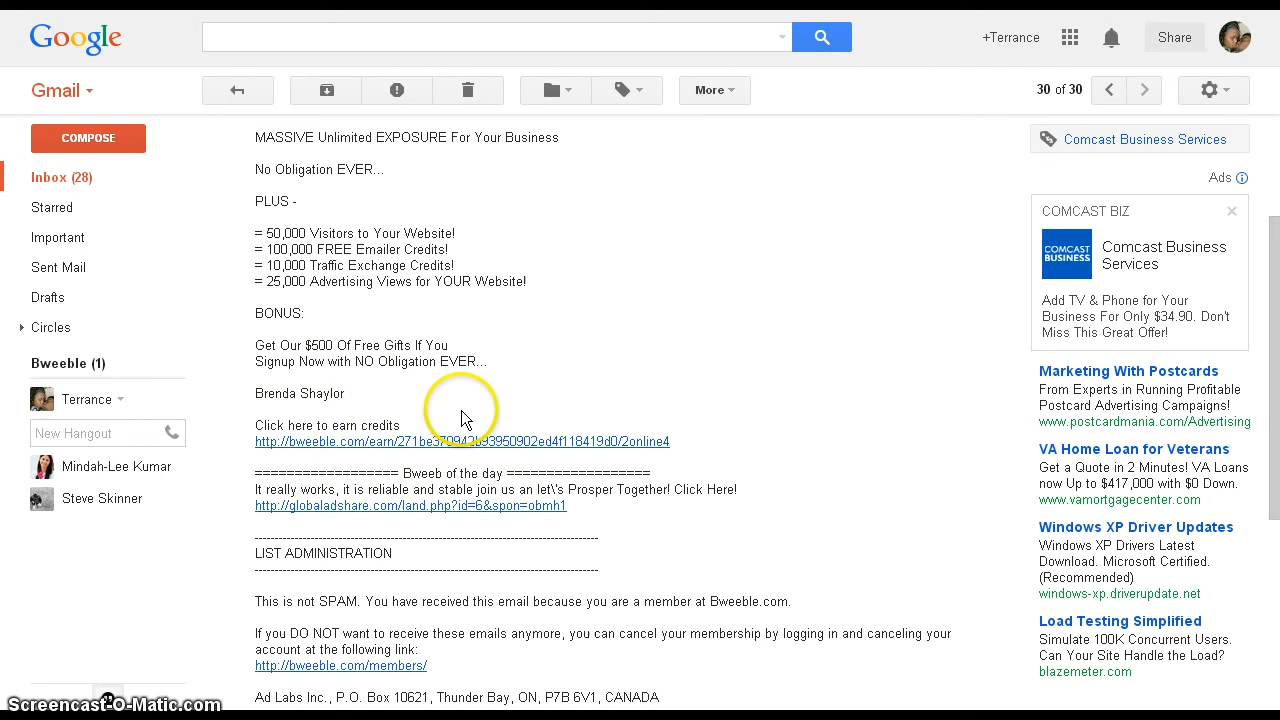 Google
+Terrance
Share
Gmail
More
30 of 30
COMPOSE
Inbox (28)
Starred
Important
Sent Mail
Drafts
Circles
Bweeble (1)
Terrance
New Hangout
Mindah-Lee Kumar
Steve Skinner
MASSIVE Unlimited EXPOSURE For Your Business
No Obligation EVER...
PLUS -
= 50,000 Visitors to Your Website!
= 100,000 FREE Emailer Credits!
= 10,000 Traffic Exchange Credits!
= 25,000 Advertising Views for YOUR Website!
BONUS:
Get Our $500 Of Free Gifts If You
Signup Now with NO Obligation EVER...
Brenda Shaylor
Click here to earn credits
================== Bweeb of the day ==================
It really works, it is reliable and stable join us an let\'s Prosper Together! Click Here!
http://globaladshare.com/land.php?id=6&spon=obmh1
--------------------------------------------------------------------------------------
LIST ADMINISTRATION
--------------------------------------------------------------------------------------
This is not SPAM. You have received this email because you are a member at Bweeble.com.
If you DO NOT want to receive these emails anymore, you can cancel your membership by logging in and canceling your
account at the following link:
http://bweeble.com/members/
Ad Labs Inc., P.O. Box 10621, Thunder Bay, ON, P7B 6V1, CANADA
Comcast Business Services
Ads
COMCAST BIZ
COMCAST
BUSINESS
Comcast Business
Services
Add TV & Phone for Your
Business For Only $34.90. Don't
Miss This Great Offer!
Marketing With Postcards
From Experts in Running Profitable
Postcard Advertising Campaigns!
www.postcardmania.com/Advertising
VA Home Loan for Veterans
Get a Quote in 2 Minutes! VA Loans
now Up to $417,000 with $0 Down.
www.vamortgagecenter.com
Windows XP Driver Updates
Windows XP Drivers Latest
Download. Microsoft Certified.
(Recommended)
windows-xp.driverupdate.net
Load Testing Simplified
Simulate 100K Concurrent Users.
Can Your Site Handle the Load?
blazemeter.com
Screencast-O-Matic.com